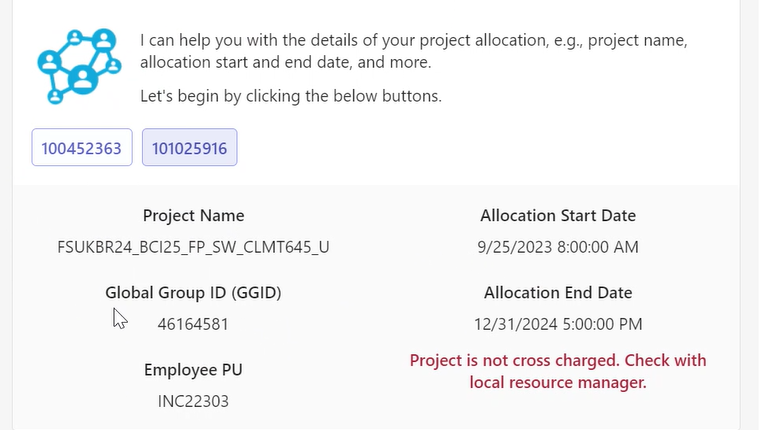 I can help you with the details of your project allocation, e.g., project name,
allocation start and end date, and more.
Let's begin by clicking the below buttons.
100452363 101025916
Project Name
FSUKBR24_BCI25_FP_SW_CLMT645_U
Allocation Start Date
9/25/2023 8:00:00 AM
Global Group ID (GGID)
46164581
Allocation End Date
12/31/2024 5:00:00 PM
Employee PU
INC22303
Project is not cross charged. Check with
local resource manager.